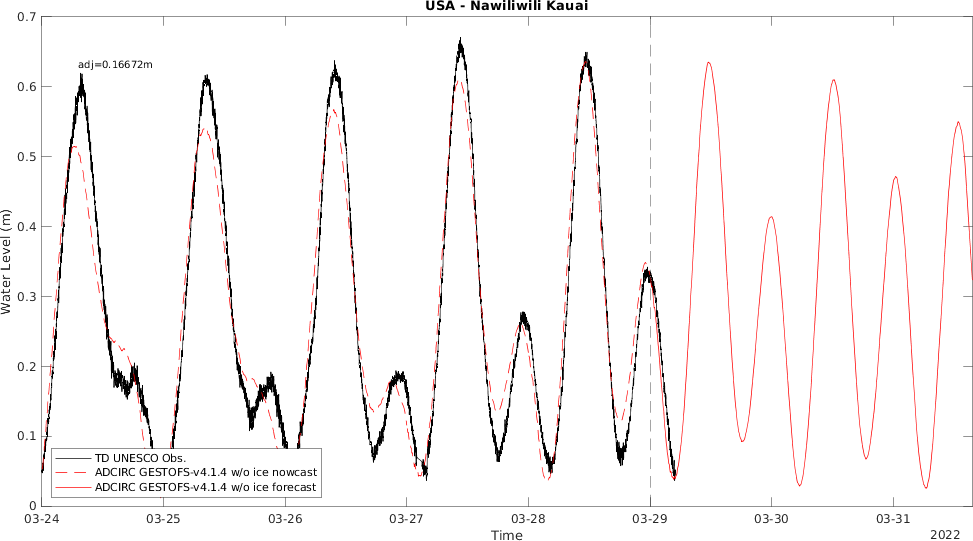 USA - Nawiliwili Kauai
adj=0.16672m
0.7
0.6
0.5
0.4
0.3
0.2
0.1
0
Water Level (m)
TD UNESCO Obs.
ADCIRC GESTOFS-v4.1.4 w/o ice nowcast
ADCIRC GESTOFS-v4.1.4 w/o ice forecast
03-24 03-25 03-26 03-27 03-28 03-29 03-30 03-31
Time
2022